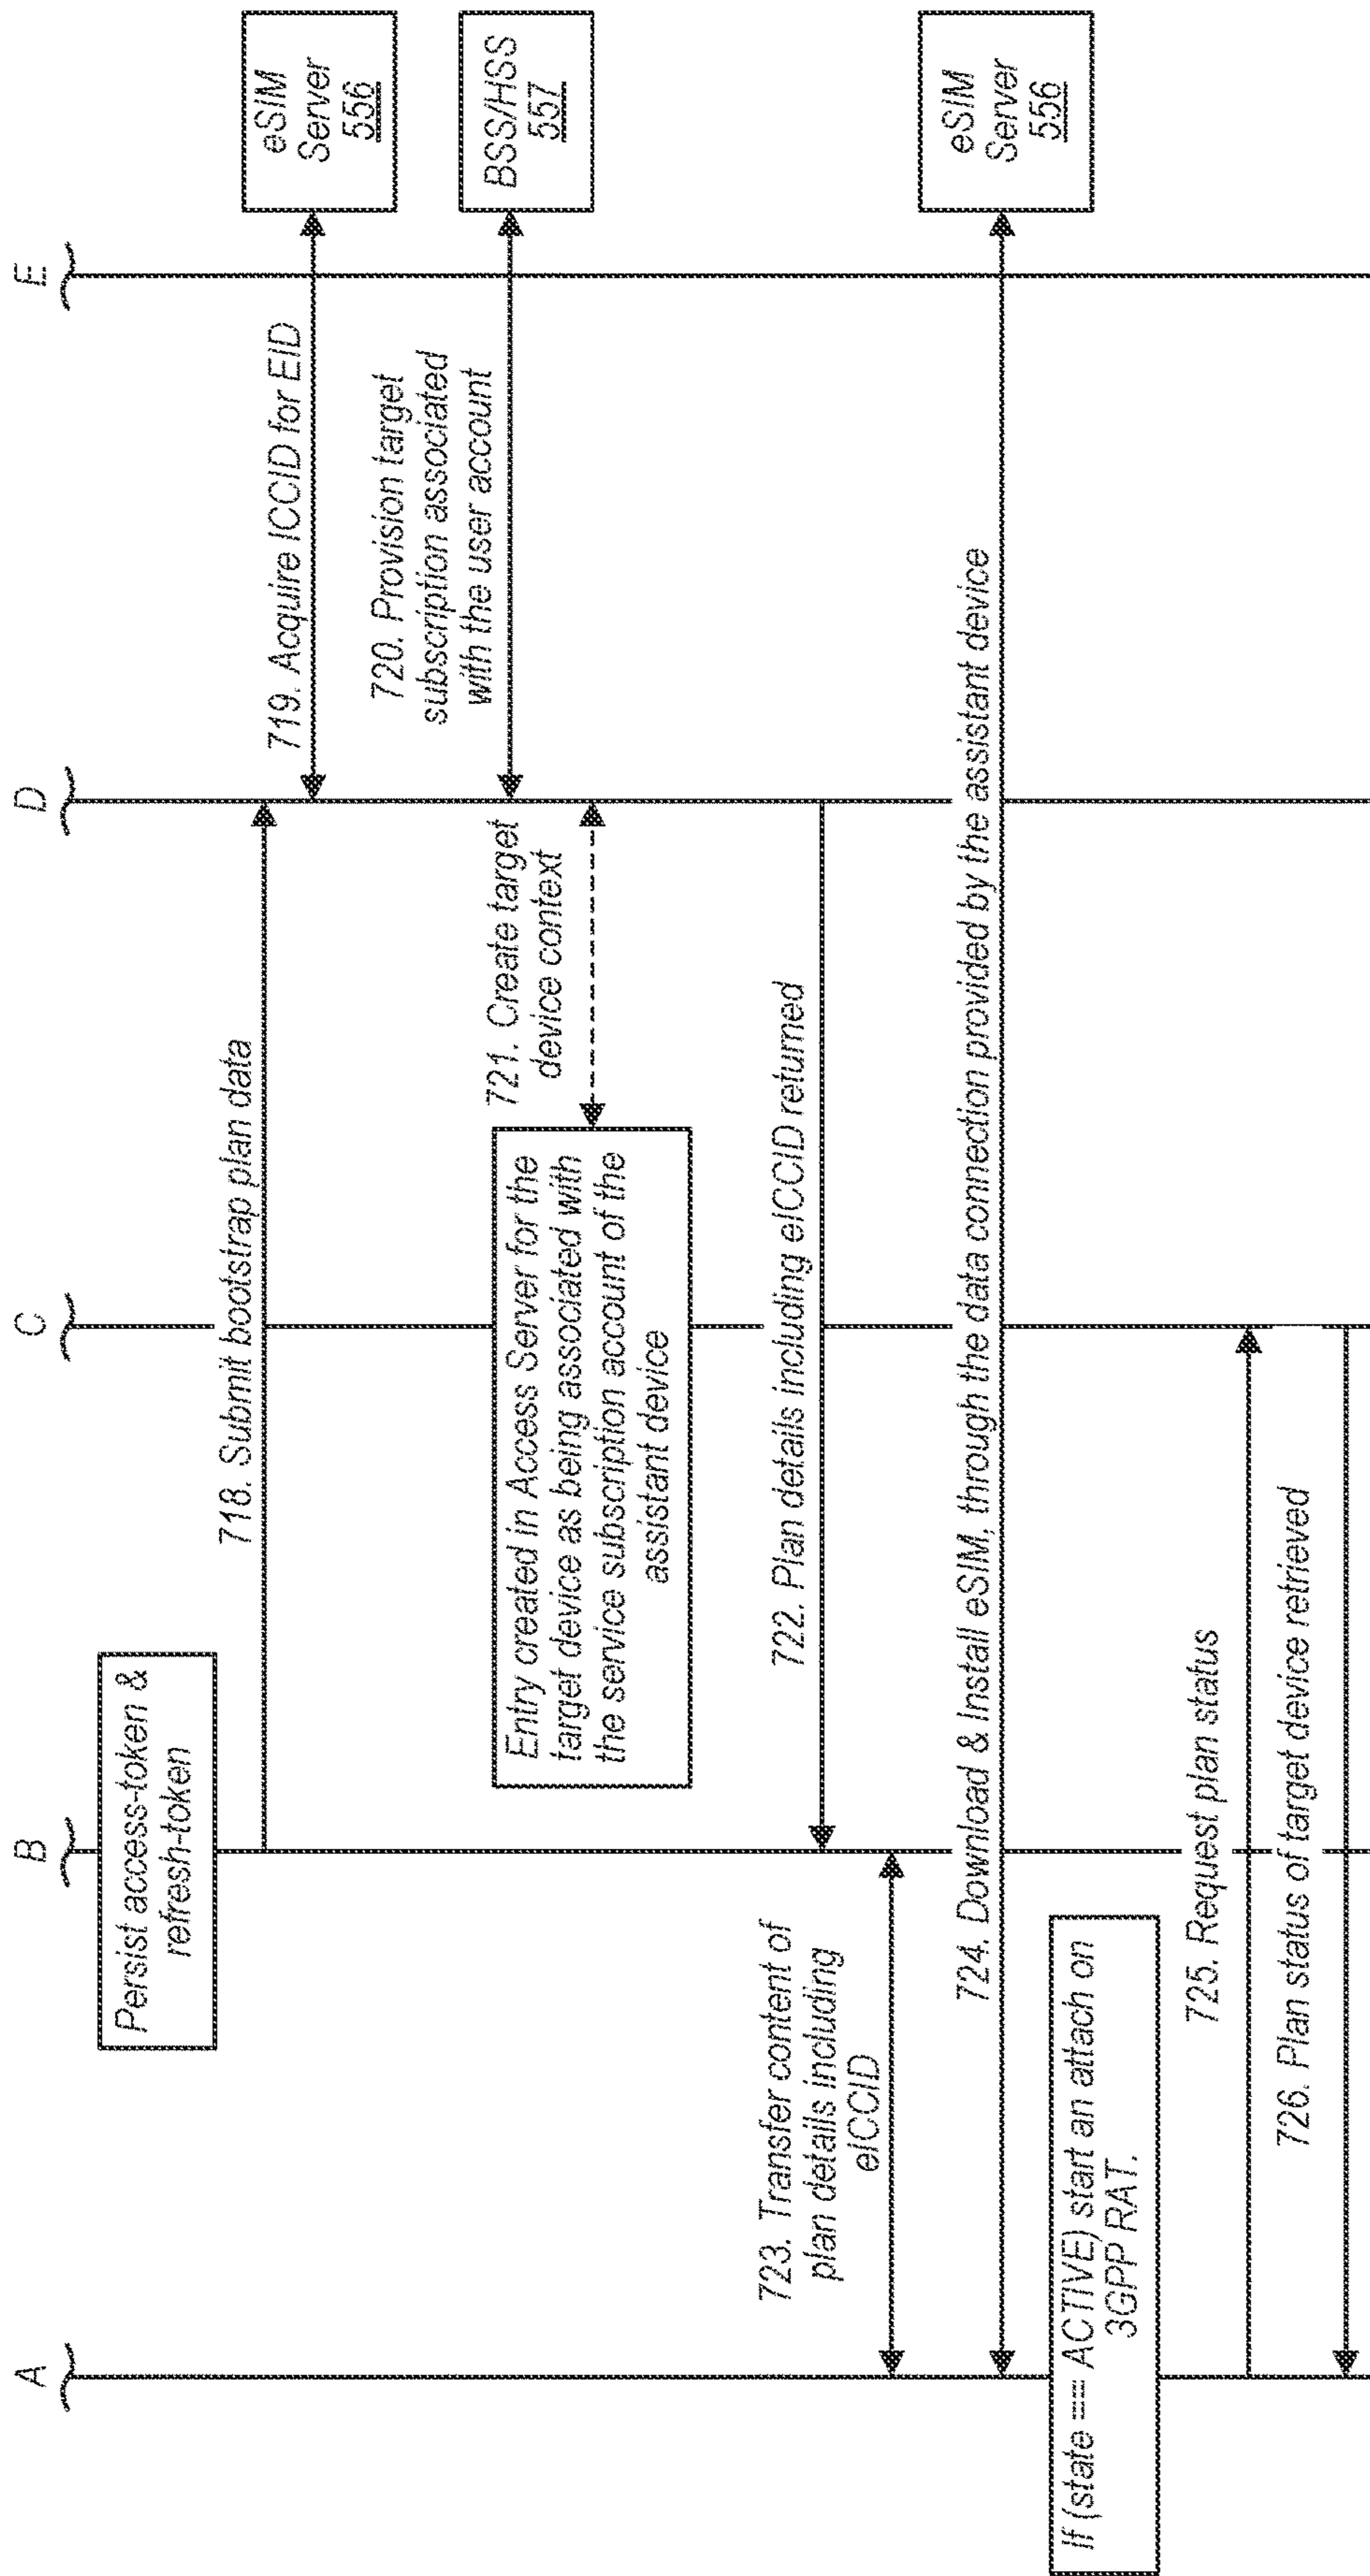 A
B
C
D
E
Persist access-token &
refresh-token
718. Submit bootstrap plan data
719. Acquire ICCID for EID
eSIM
Server
556
720. Provision target
subscription associated
with the user account
BSS/HSS
557
721. Create target
device context
Entry created in Access Server for the
target device as being associated with
the service subscription account of the
assistant device
722. Plan details including eICCID returned
723. Transfer content of
plan details including
eICCID
724. Download & Install eSIM, through the data connection provided by the assistant device
eSIM
Server
556
If (state == ACTIVE) start an attach on
3GPP RAT.
725. Request plan status
726. Plan status of target device retrieved